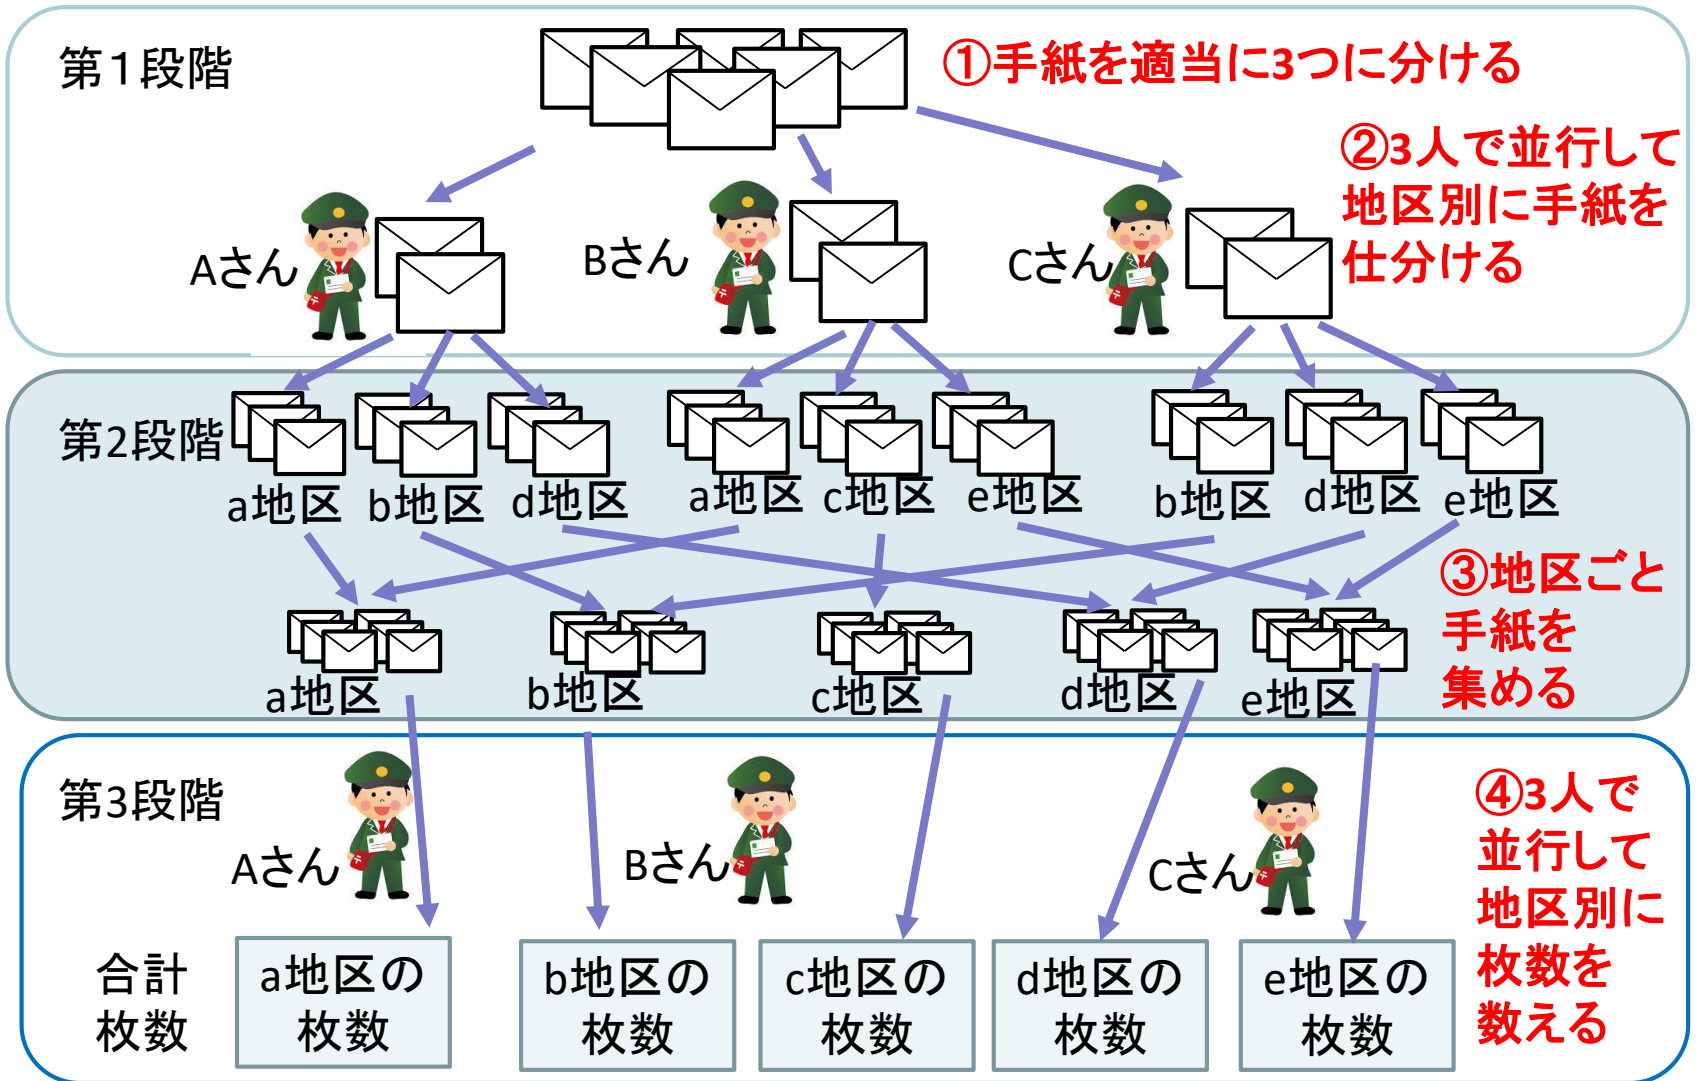 第1段階
①手紙を適当に3つに分ける
②3人で並行して
地区別に手紙を
仕分ける
Aさん
Bさん
Cさん
第2段階
a地区
b地区
d地区
a地区
c地区
e地区
b地区
d地区
e地区
③地区ごと
手紙を
集める
a地区
b地区
c地区
d地区
e地区
第3段階
Aさん
Bさん
Cさん
④3人で
並行して
地区別に
枚数を
数える
合計
枚数
a地区の
枚数
b地区の
枚数
c地区の
枚数
d地区の
枚数
e地区の
枚数